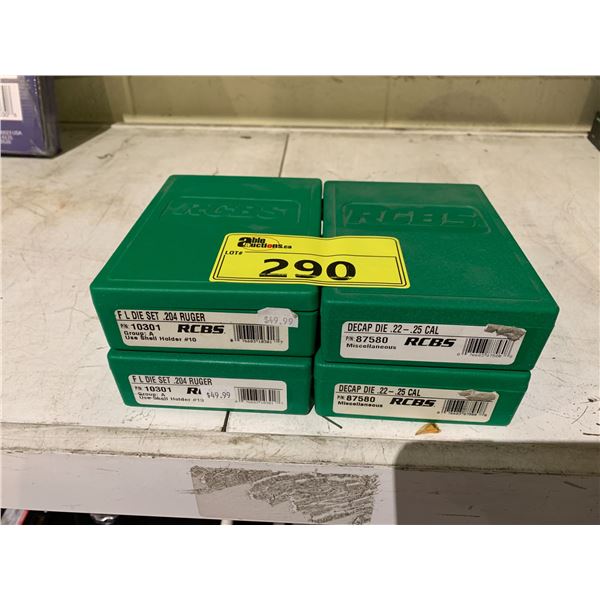 RCBS
RCBS
able
auctions.ca
LOT#
290
F L DIE SET .204 RUGER
P/N 10301
Group: A
Use Shell Holder #10
RCBS
$49.99
DECAP DIE .22-.25 CAL
P/N 87580
Miscellaneous
RCBS
F L DIE SET .204 RUGER
P/N 10301
Group: A
Use Shell Holder #10
$49.99
DECAP DIE .22-.25 CAL
P/N 87580
Miscellaneous
RCBS